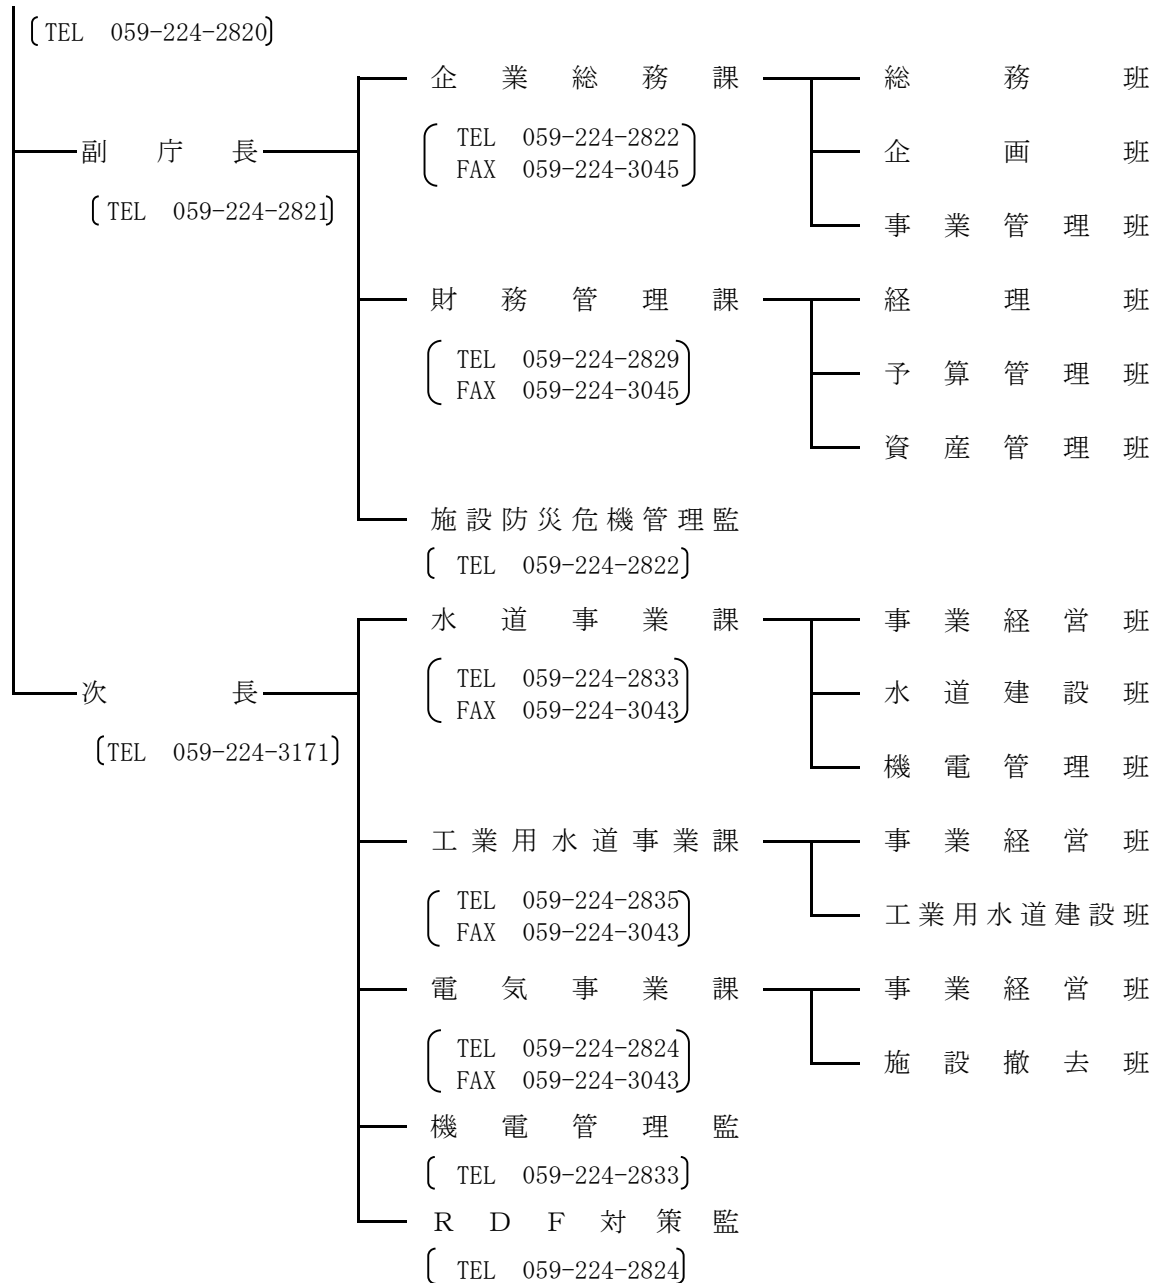 TEL 059-224-2820
企業総務課 総務班
TEL 059-224-2822
FAX 059-224-3045
副庁長 企画班
TEL 059-224-2821
事業管理班
財務管理課 経理班
TEL 059-224-2829
FAX 059-224-3045
予算管理班
資産管理班
施設防災危機管理監
TEL 059-224-2822
水道事業課 事業経営班
TEL 059-224-2833
FAX 059-224-3043
次長 水道建設班
TEL 059-224-3171
機電管理班
工業用水道事業課 事業経営班
TEL 059-224-2835
FAX 059-224-3043
工業用水道建設班
電気事業課 事業経営班
TEL 059-224-2824
FAX 059-224-3043
施設撤去班
機電管理監
TEL 059-224-2833
RDF対策監
TEL 059-224-2824